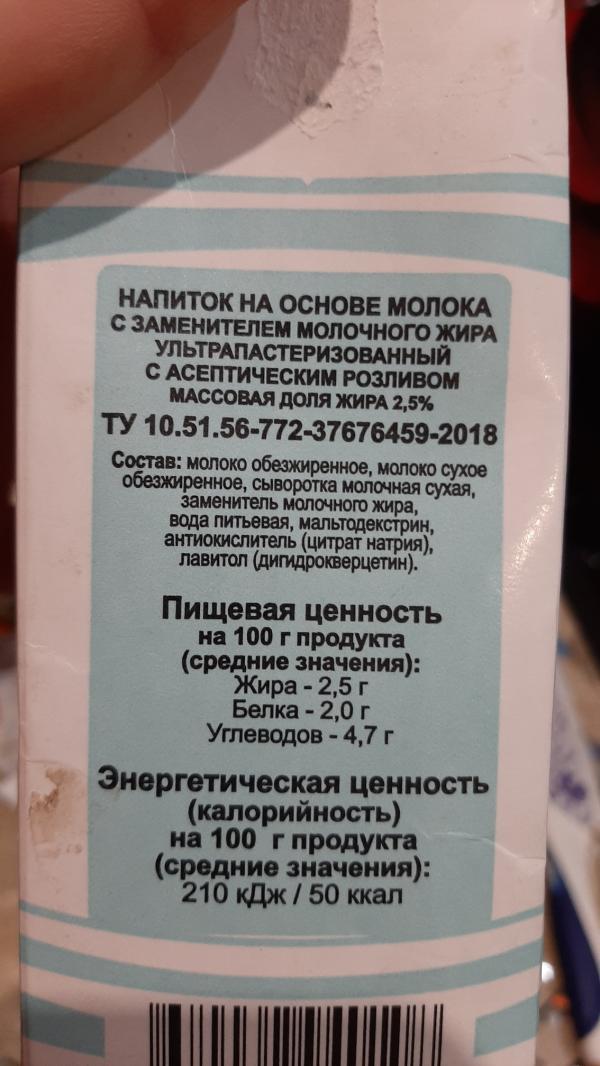 НАПИТОК НА ОСНОВЕ МОЛОКА
С ЗАМЕНИТЕЛЕМ МОЛОЧНОГО ЖИРА
УЛЬТРАПАСТЕРИЗОВАННЫЙ
С АСЕПТИЧЕСКИМ РОЗЛИВОМ
МАССОВАЯ ДОЛЯ ЖИРА 2,5%
ТУ 10.51.56-772-37676459-2018
Состав: молоко обезжиренное, молоко сухое
обезжиренное, сыворотка молочная сухая,
заменитель молочного жира,
вода питьевая, мальтодекстрин,
антиокислитель (цитрат натрия),
лавитол (дигидрокверцетин).
Пищевая ценность
на 100 г продукта
(средние значения):
Жира - 2,5 г
Белка - 2,0 г
Углеводов - 4,7 г
Энергетическая ценность
(калорийность)
на 100 г продукта
(средние значения):
210 кДж / 50 ккал